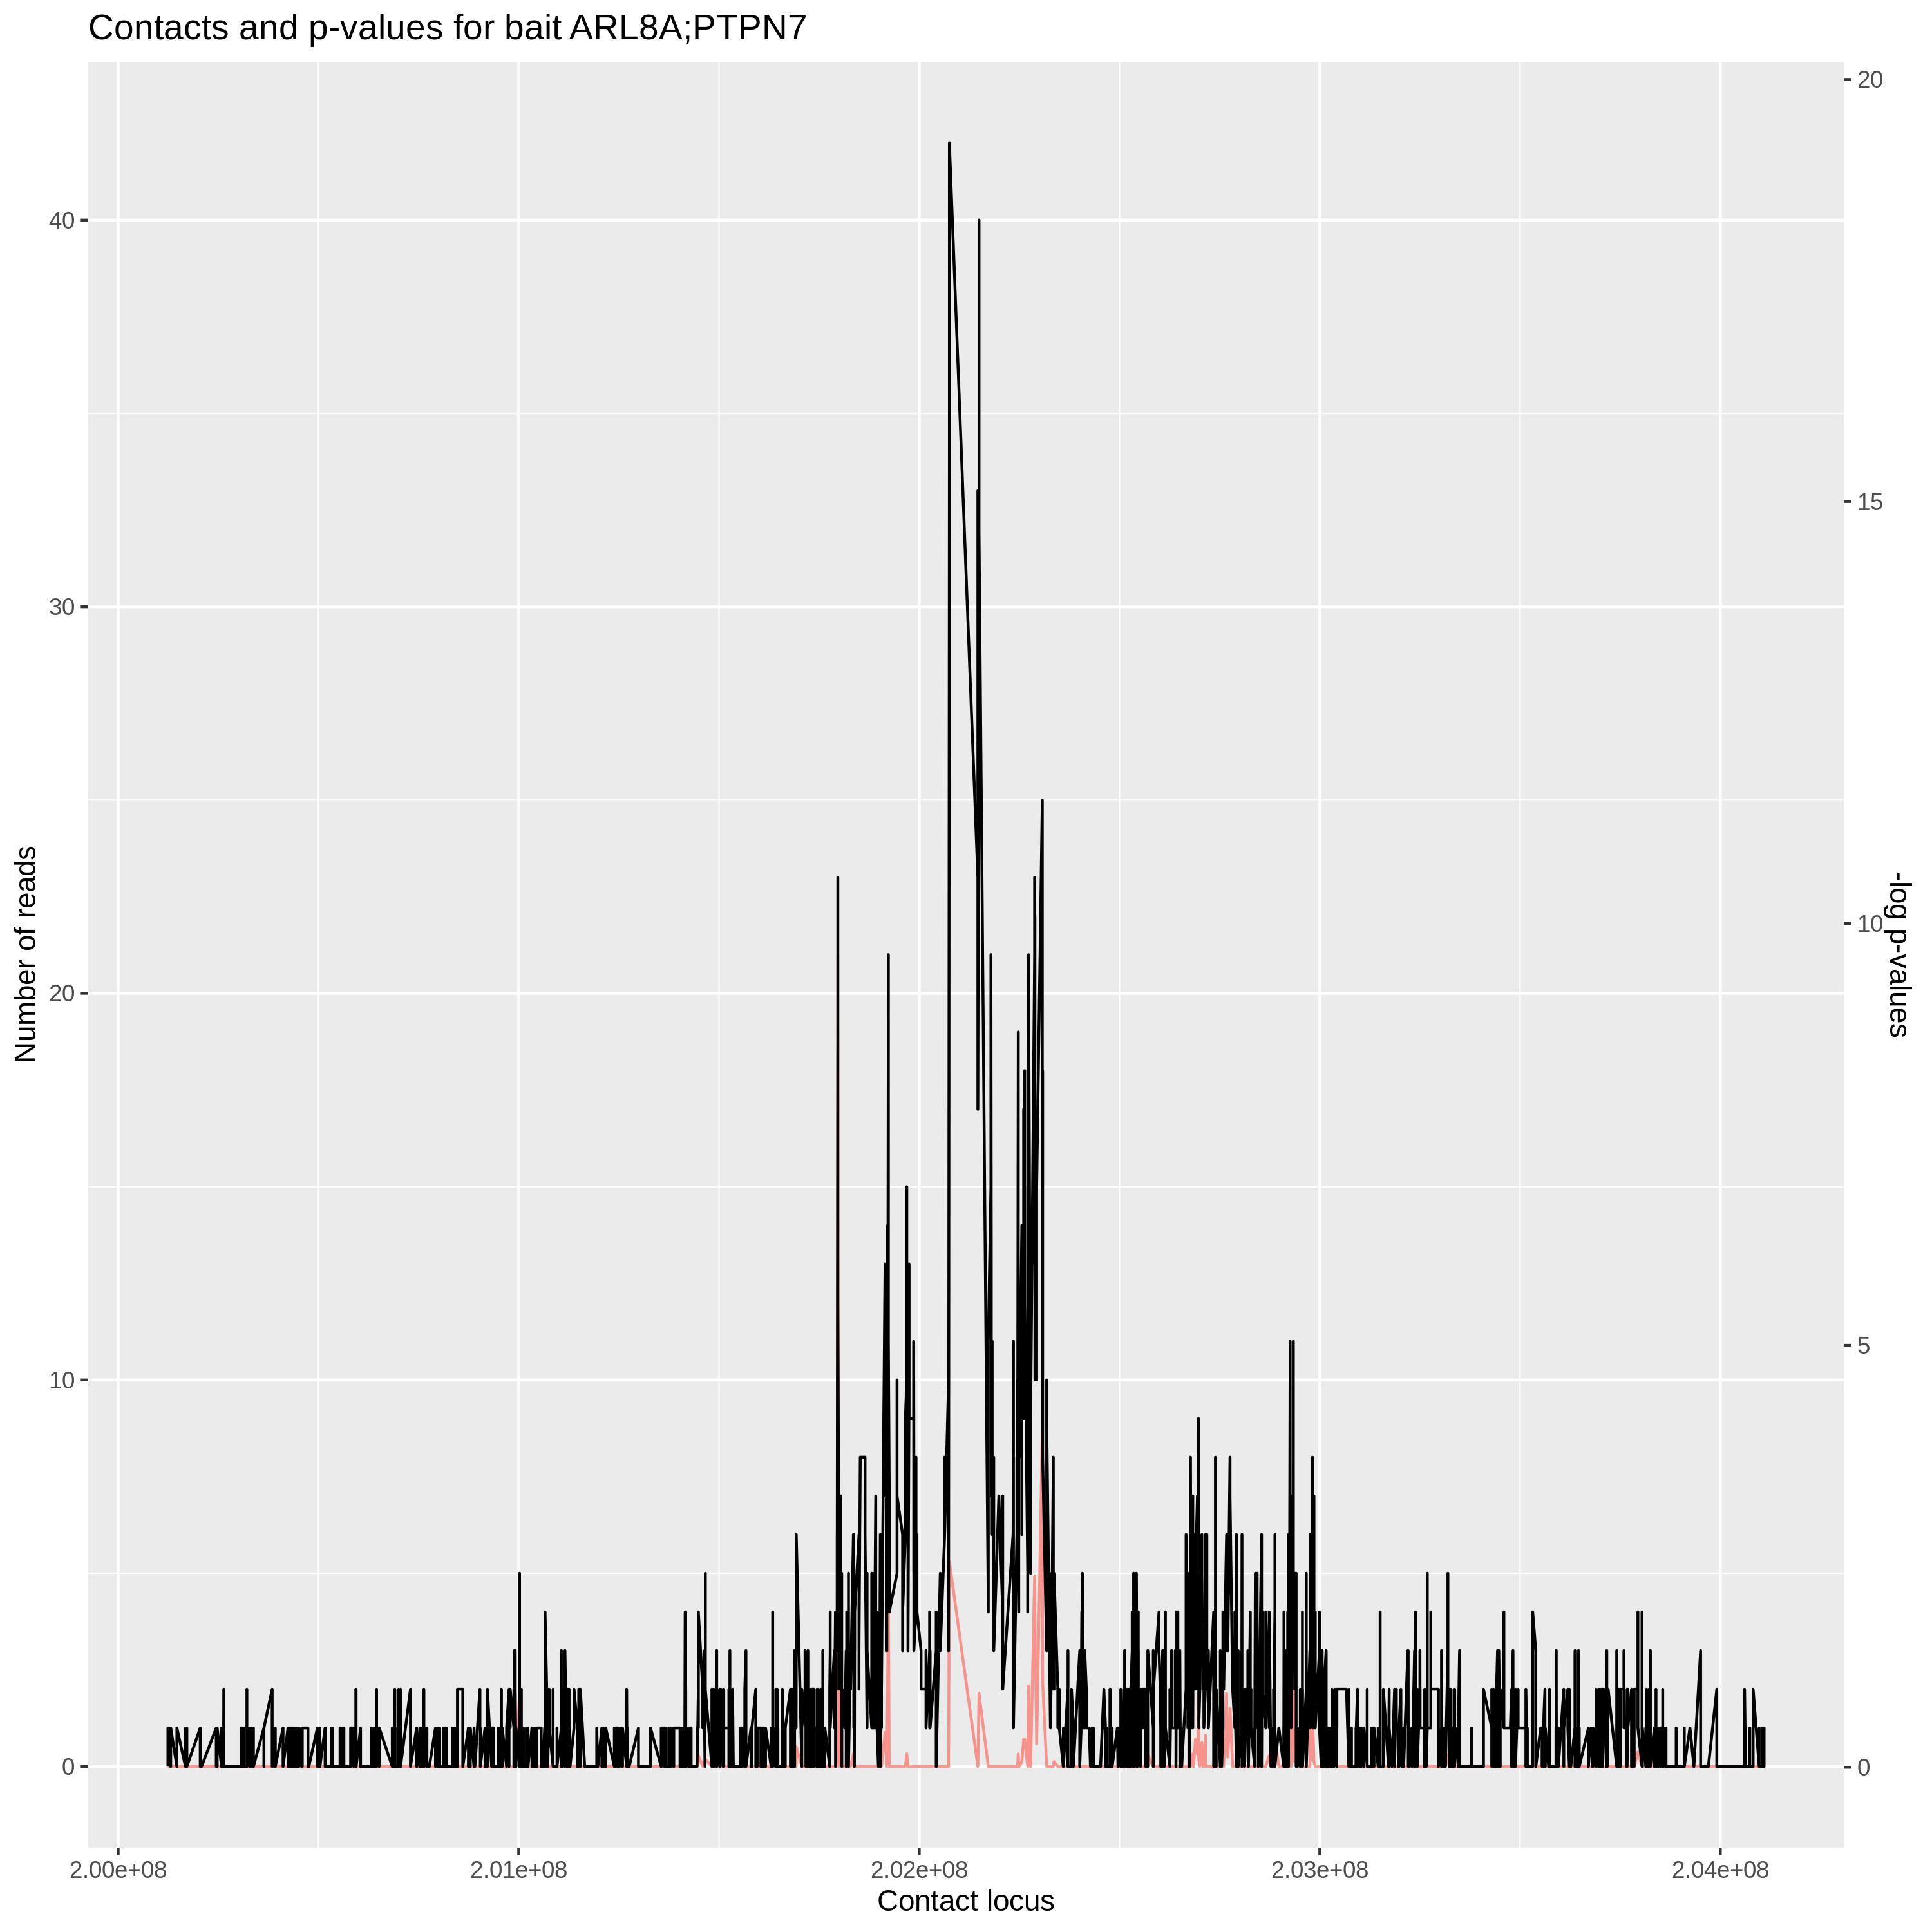 Contacts and p-values for bait ARL8A;PTPN7
20
40
15
30
Number of reads
-log p-values
10
20
5
10
0
0
2.00e+08 2.01e+08 2.02e+08 2.03e+08 2.04e+08
Contact locus